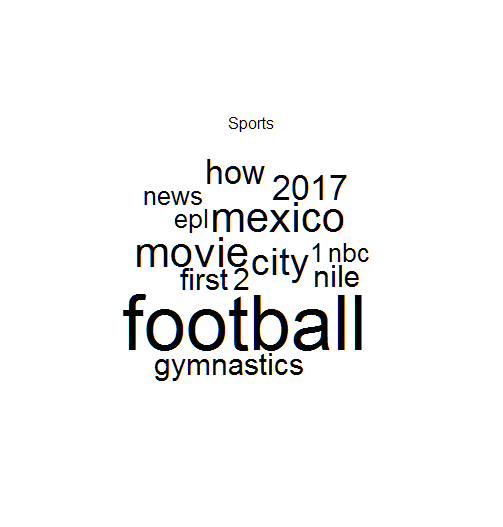 Sports
how
news 2017
epl mexico
movie city 1 nbc
first 2 nile
football
gymnastics